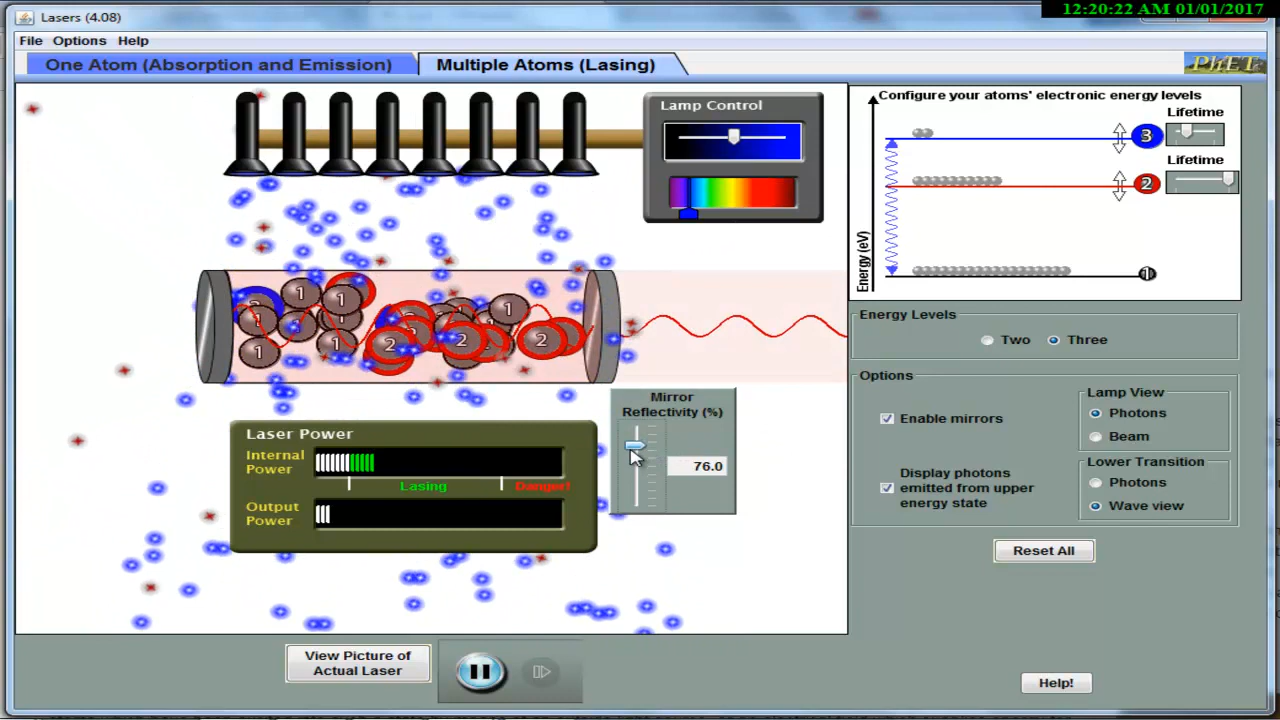 12:20:22 AM 01/01/2017
Lasers (4.08)
File Options Help
One Atom (Absorption and Emission)
Multiple Atoms (Lasing)
PhET
Lamp Control
Configure your atoms' electronic energy levels
Lifetime
3
Lifetime
2
Energy (eV)
1
1
1
1
1
1
1
2
2
2
1
Energy Levels
Two
Three
Options
Enable mirrors
Display photons
emitted from upper
energy state
Lamp View
Photons
Beam
Lower Transition
Photons
Wave view
Mirror
Reflectivity (%)
76.0
Laser Power
Internal
Power
Lasing
Danger!
Output
Power
Reset All
View Picture of
Actual Laser
Help!